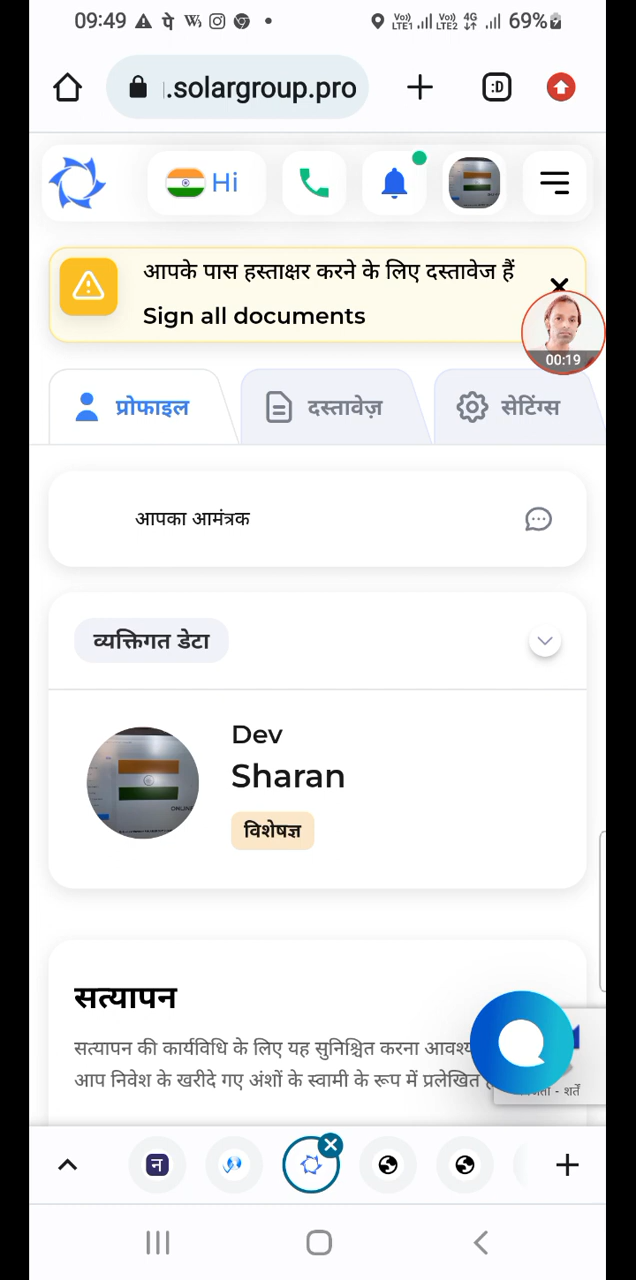 09:49
69%
.solargroup.pro
:D
Hi
आपके पास हस्ताक्षर करने के लिए दस्तावेज हैं
Sign all documents
00:19
प्रोफाइल
दस्तावेज़
सेटिंग्स
आपका आमंत्रक
व्यक्तिगत डेटा
Dev
Sharan
विशेषज्ञ
सत्यापन
सत्यापन की कार्यविधि के लिए यह सुनिश्चित करना
आप निवेश के खरीदे गए अंशों के स्वामी के रूप में प्रलेखित
- शर्तें